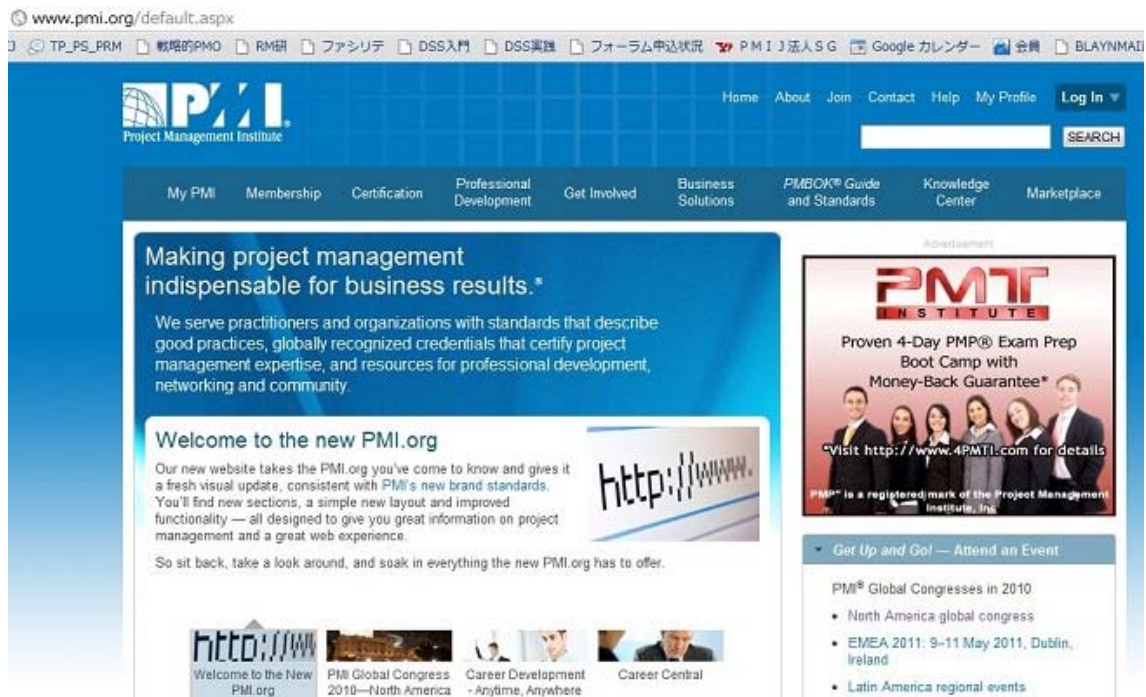 www.pmi.org/default.aspx
TP_PS_PRM 戦略的PMO RM研 ファシリテ DSS入門 DSS実践 フォーラム申込状況 PMIJ法人SG Google カレンダー 会員 BLAYNMAIL
PMI
Project Management Institute
Home About Join Contact Help My Profile Log In
SEARCH
My PMI Membership Certification Professional Development Get Involved Business Solutions PMBOK® Guide and Standards Knowledge Center Marketplace
Making project management
indispensable for business results.®
We serve practitioners and organizations with standards that describe
good practices, globally recognized credentials that certify project
management expertise, and resources for professional development,
networking and community.
Welcome to the new PMI.org
Our new website takes the PMI.org you've come to know and gives it
a fresh visual update, consistent with PMI's new brand standards.
You'll find new sections, a simple new layout and improved
functionality — all designed to give you great information on project
management and a great web experience.
So sit back, take a look around, and soak in everything the new PMI.org has to offer.
http://www.
http://WW
Welcome to the New
PMI.org
PMI Global Congress
2010—North America
Career Development
- Anytime, Anywhere
Career Central
Advertisement
PMT
INSTITUTE
Proven 4-Day PMP® Exam Prep
Boot Camp with
Money-Back Guarantee*
*Visit http://www.4PMTI.com for details
PMP® is a registered mark of the Project Management
Institute, Inc
Get Up and Go! — Attend an Event
PMI® Global Congresses in 2010
• North America global congress
• EMEA 2011: 9–11 May 2011, Dublin,
Ireland
• Latin America regional events